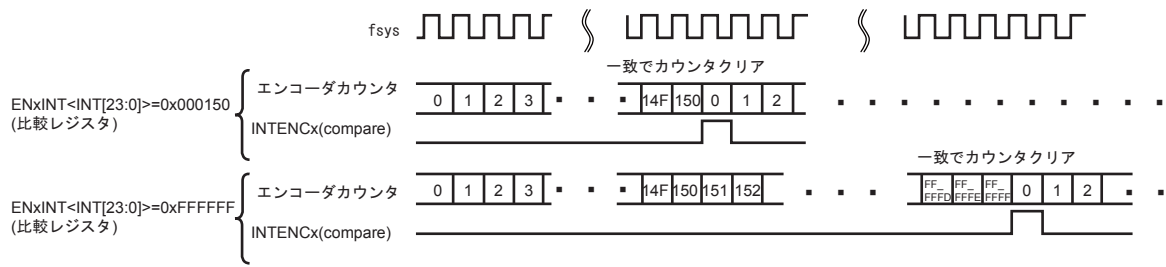 fsys
一致でカウンタクリア
ENxINT<INT[23:0]>=0x000150
(比較レジスタ)
エンコーダカウンタ
0 1 2 3 ・ ・ ・ 14F 150 0 1 2 ・ ・ ・ ・ ・ ・ ・ ・ ・ ・ ・
INTENCx(compare)
一致でカウンタクリア
ENxINT<INT[23:0]>=0xFFFFFF
(比較レジスタ)
エンコーダカウンタ
0 1 2 3 ・ ・ ・ 14F 150 151 152 ・ ・ ・ FF_FFFD FF_FFFE FF_FFFF 0 1 2 ・ ・
INTENCx(compare)